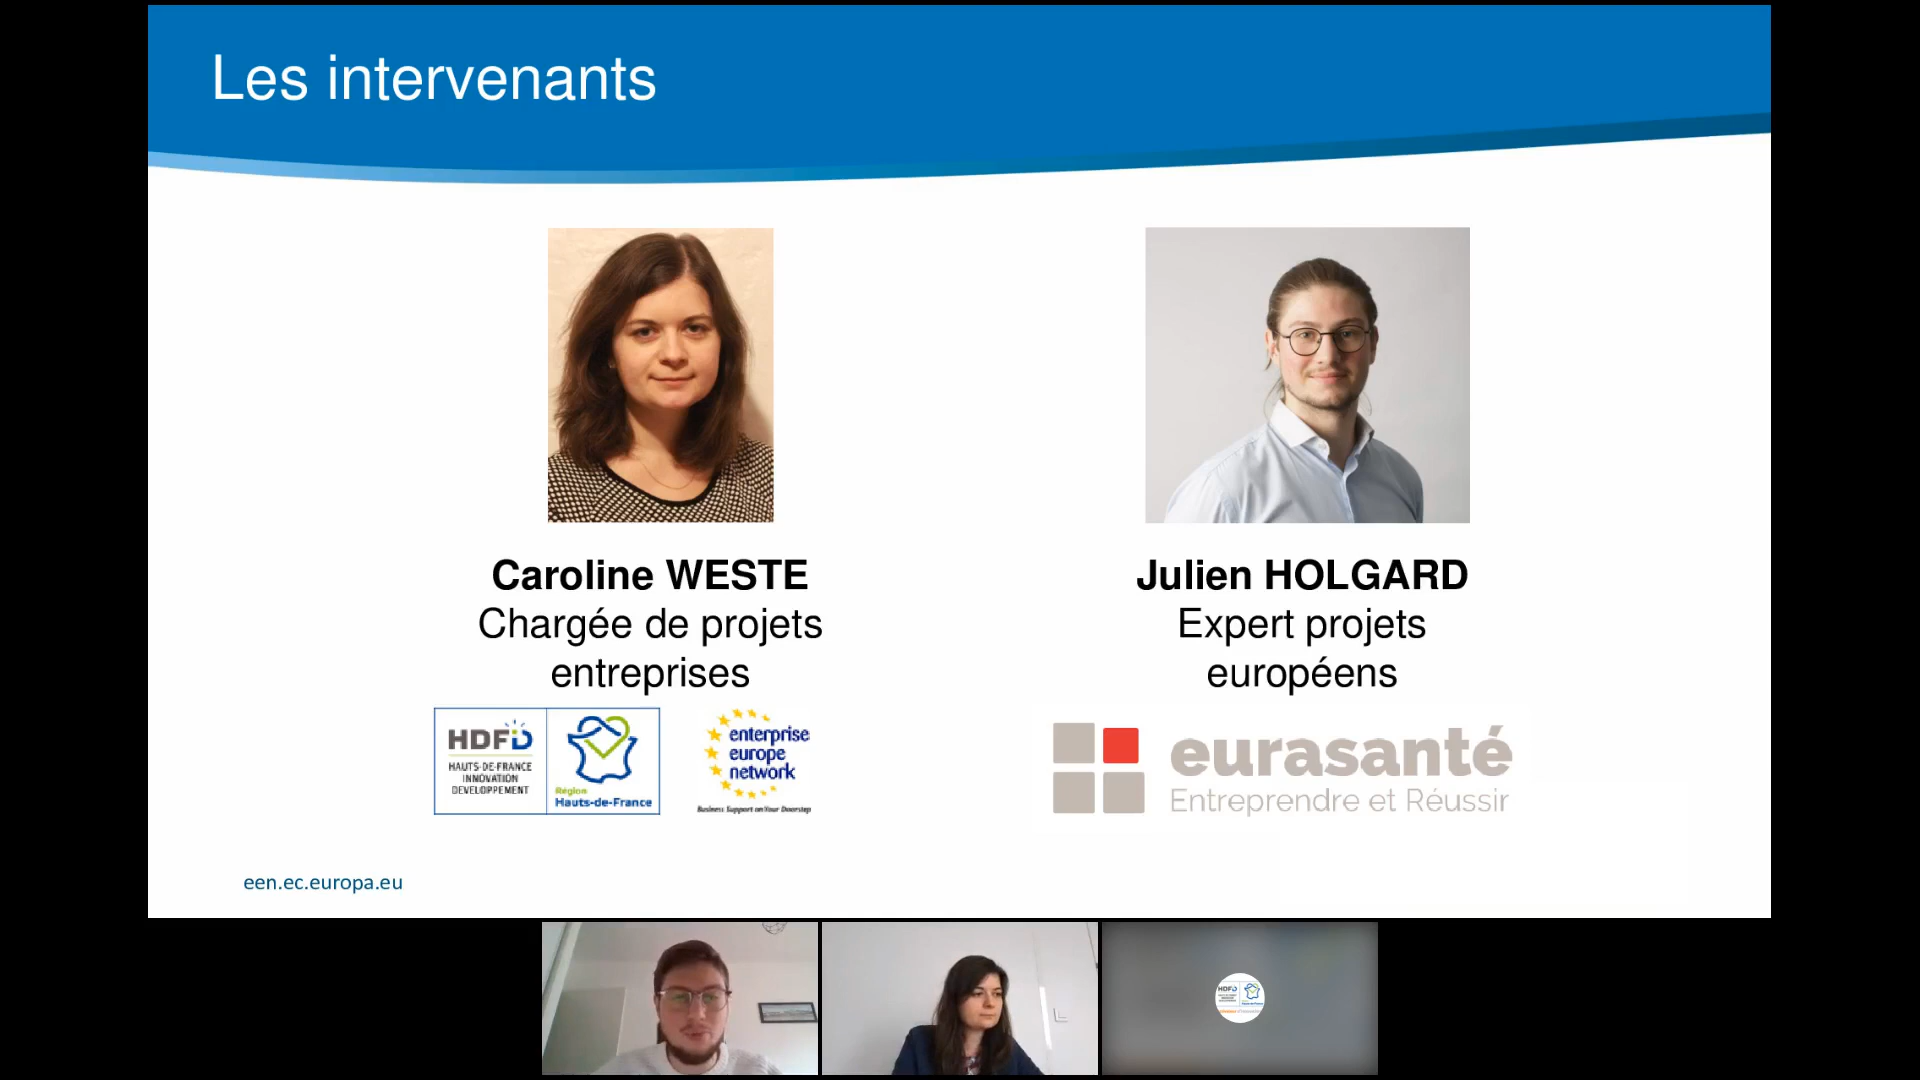 Les intervenants
Caroline WESTE
Chargée de projets
entreprises
Julien HOLGARD
Expert projets
européens
HDFID
HAUTS-DE-FRANCE
INNOVATION
DEVELOPPEMENT
Région
Hauts-de-France
enterprise
europe
network
Business Support on Your Doorstep
eurasanté
Entreprendre et Réussir
een.ec.europa.eu
HDFID